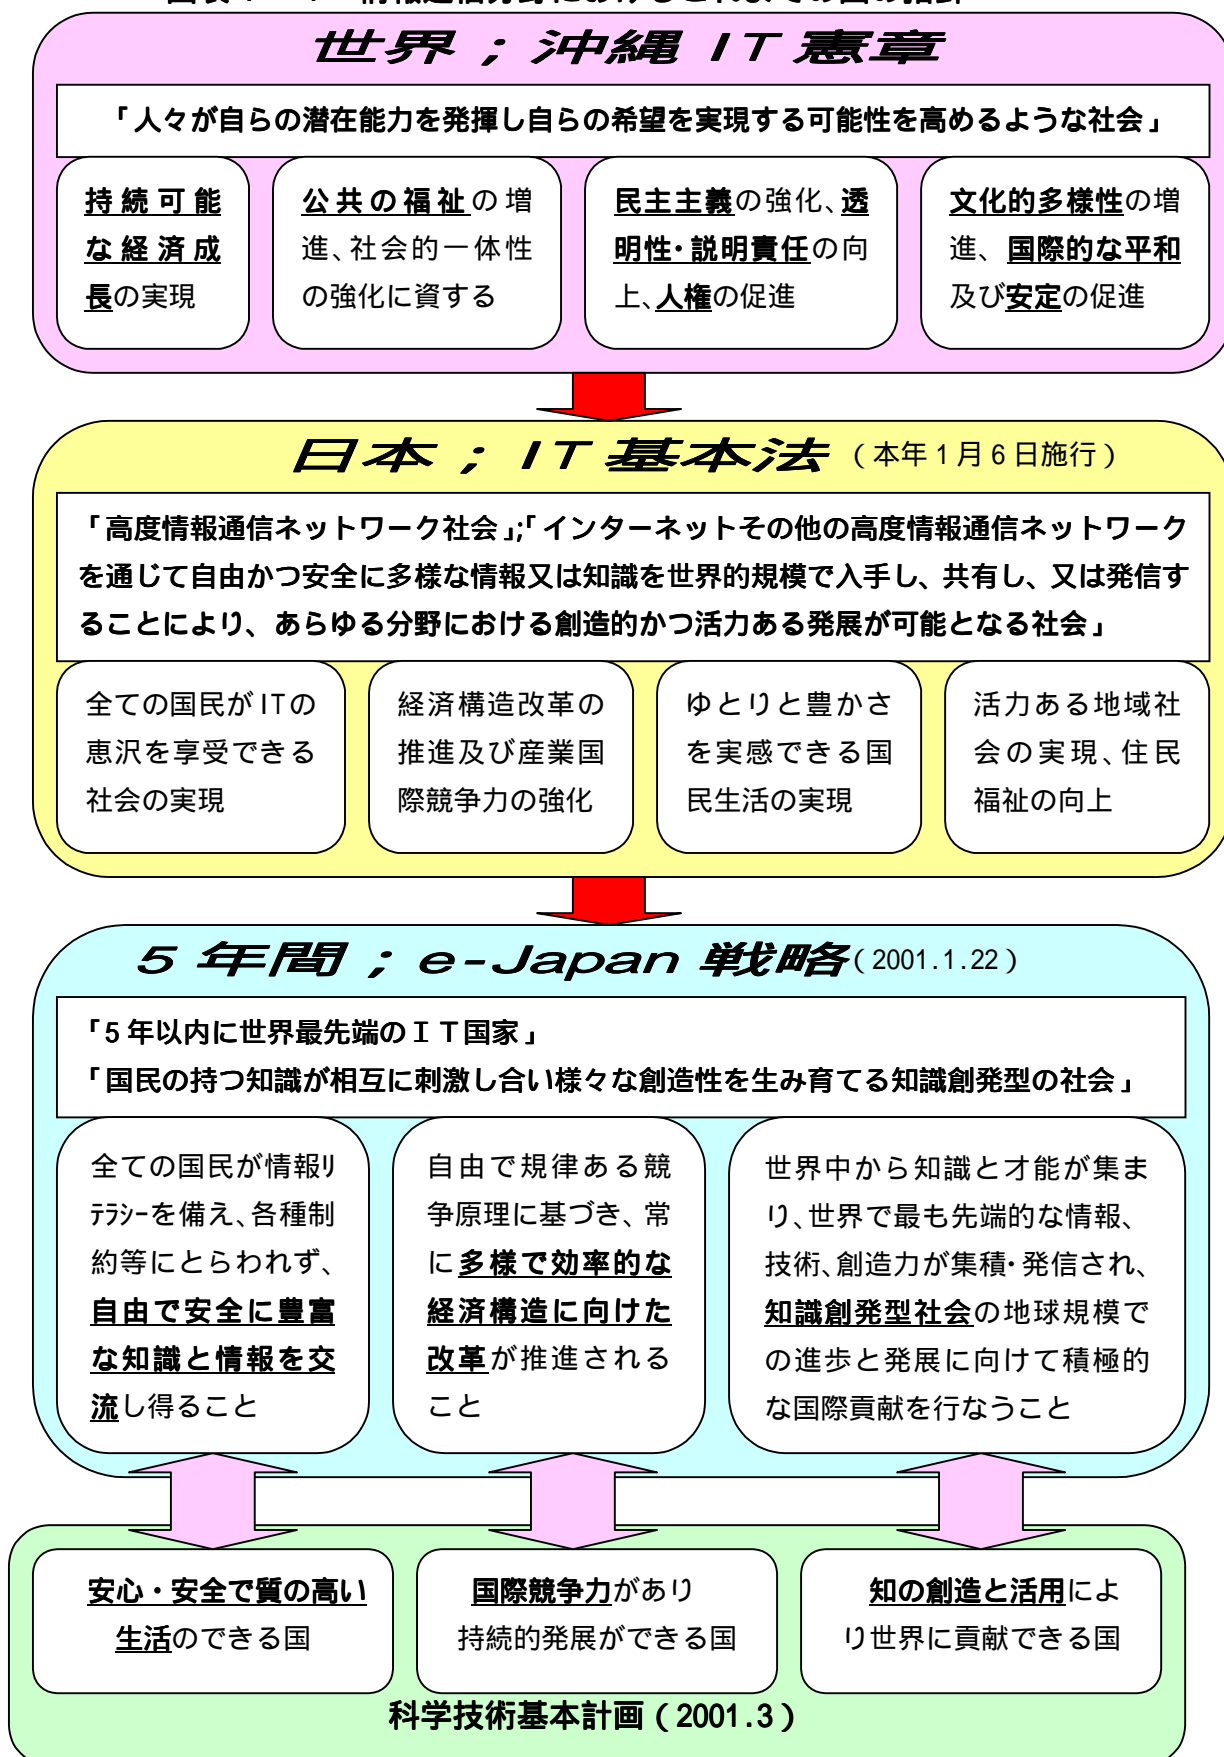 世界；沖縄IT憲章
「人々が自らの潜在能力を発揮し自らの希望を実現する可能性を高めるような社会」
持続可能
な経済成
長の実現
公共の福祉の増
進、社会的一体性
の強化に資する
民主主義の強化、透
明性・説明責任の向
上、人権の促進
文化的多様性の増
進、国際的な平和
及び安定の促進
日本；IT基本法（本年1月6日施行）
「高度情報通信ネットワーク社会」；「インターネットその他の高度情報通信ネットワーク
を通じて自由かつ安全に多様な情報又は知識を世界的規模で入手し、共有し、又は発信す
ることにより、あらゆる分野における創造的かつ活力ある発展が可能となる社会」
全ての国民がITの
恵沢を享受できる
社会の実現
経済構造改革の
推進及び産業国
際競争力の強化
ゆとりと豊かさ
を実感できる国
民生活の実現
活力ある地域社
会の実現、住民
福祉の向上
5年間；e-Japan戦略（2001.1.22）
「5年以内に世界最先端のＩＴ国家」
「国民の持つ知識が相互に刺激し合い様々な創造性を生み育てる知識創発型の社会」
全ての国民が情報ﾘ
ﾃﾗｼｰを備え、各種制
約等にとらわれず、
自由で安全に豊富
な知識と情報を交
流し得ること
自由で規律ある競
争原理に基づき、常
に多様で効率的な
経済構造に向けた
改革が推進される
こと
世界中から知識と才能が集ま
り、世界で最も先端的な情報、
技術、創造力が集積・発信され、
知識創発型社会の地球規模で
の進歩と発展に向けて積極的
な国際貢献を行なうこと
安心・安全で質の高い
生活のできる国
国際競争力があり
持続的発展ができる国
知の創造と活用によ
り世界に貢献できる国
科学技術基本計画（2001.3）